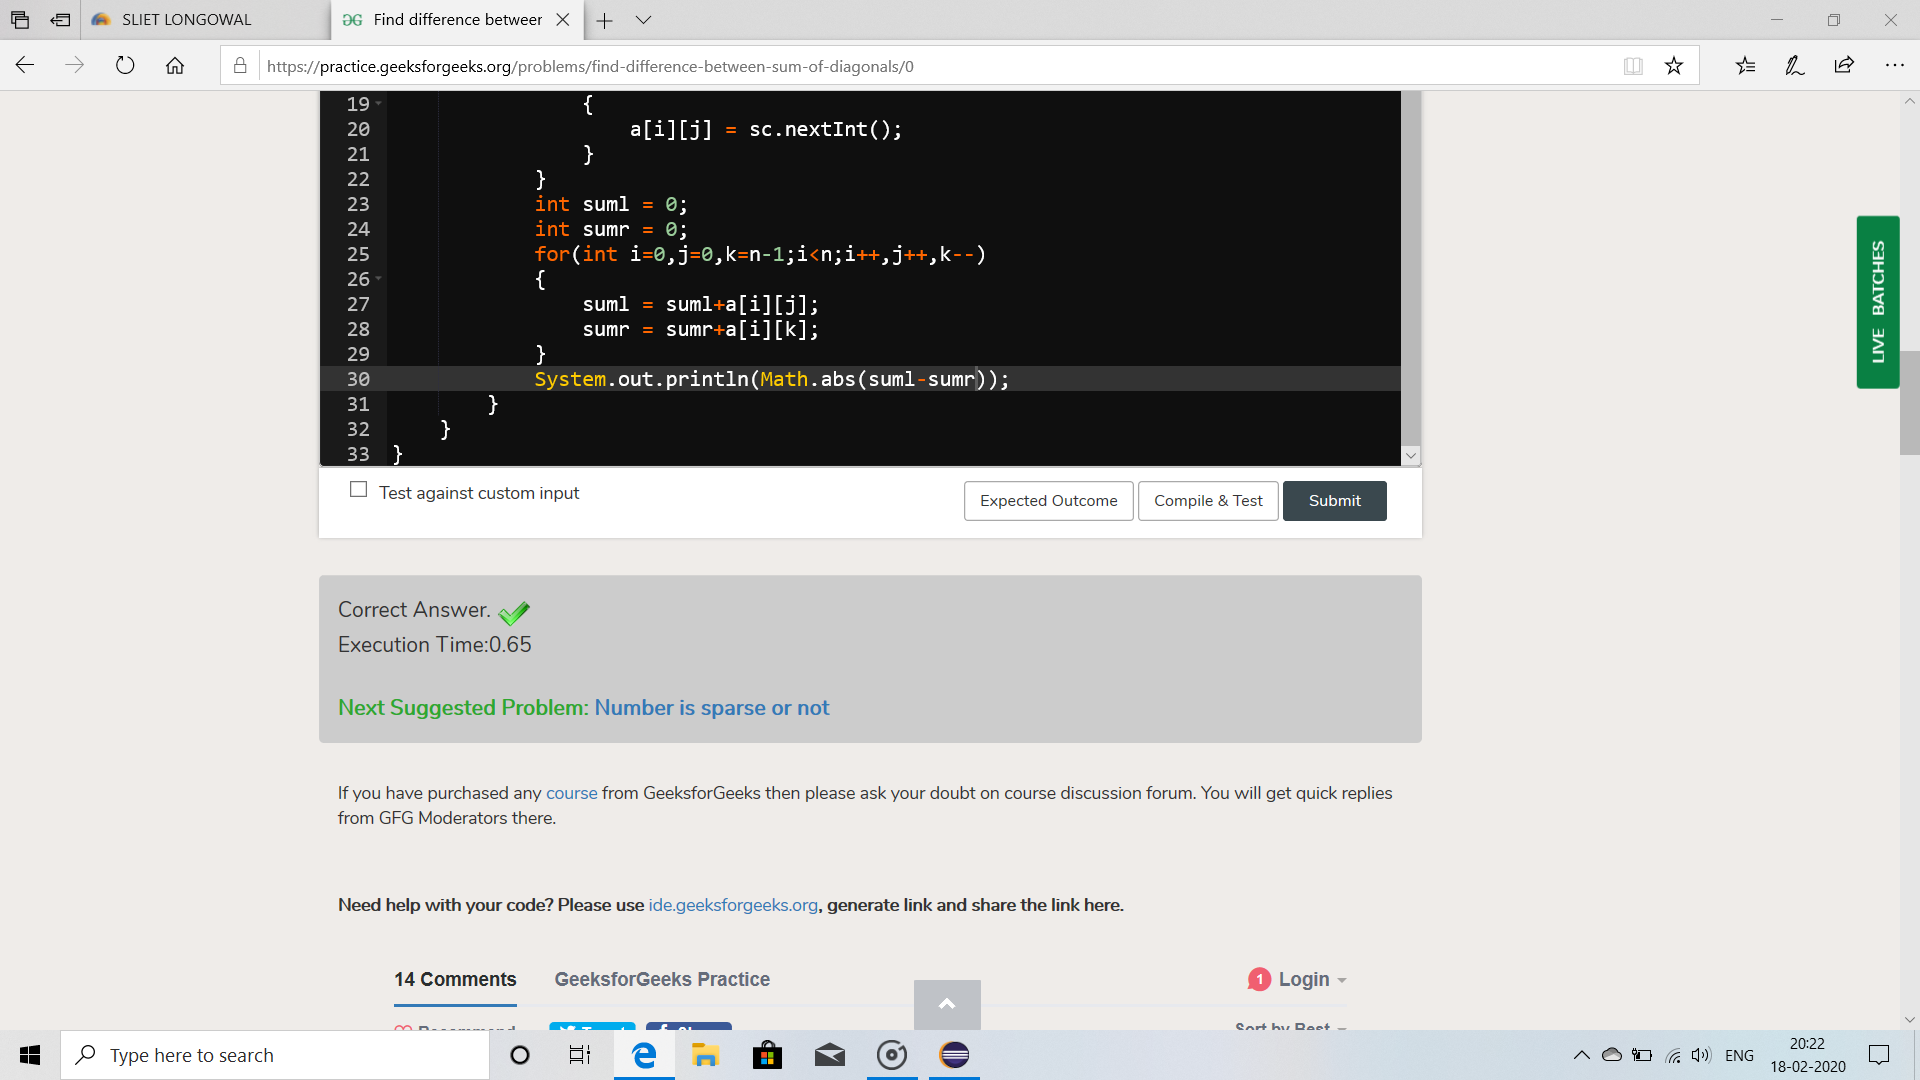 SLIET LONGOWAL
Find difference betweer
https://practice.geeksforgeeks.org/problems/find-difference-between-sum-of-diagonals/0
19 {
20 a[i][j] = sc.nextInt();
21 }
22 }
23 int suml = 0;
24 int sumr = 0;
25 for(int i=0,j=0,k=n-1;i<n;i++,j++,k--)
26 {
27 suml = suml+a[i][j];
28 sumr = sumr+a[i][k];
29 }
30 System.out.println(Math.abs(suml-sumr));
31 }
32 }
33 }
LIVE BATCHES
Test against custom input
Expected Outcome
Compile & Test
Submit
Correct Answer.
Execution Time:0.65
Next Suggested Problem: Number is sparse or not
If you have purchased any course from GeeksforGeeks then please ask your doubt on course discussion forum. You will get quick replies
from GFG Moderators there.
Need help with your code? Please use ide.geeksforgeeks.org, generate link and share the link here.
14 Comments
GeeksforGeeks Practice
1 Login
Sort by Best
Type here to search
ENG
20:22
18-02-2020